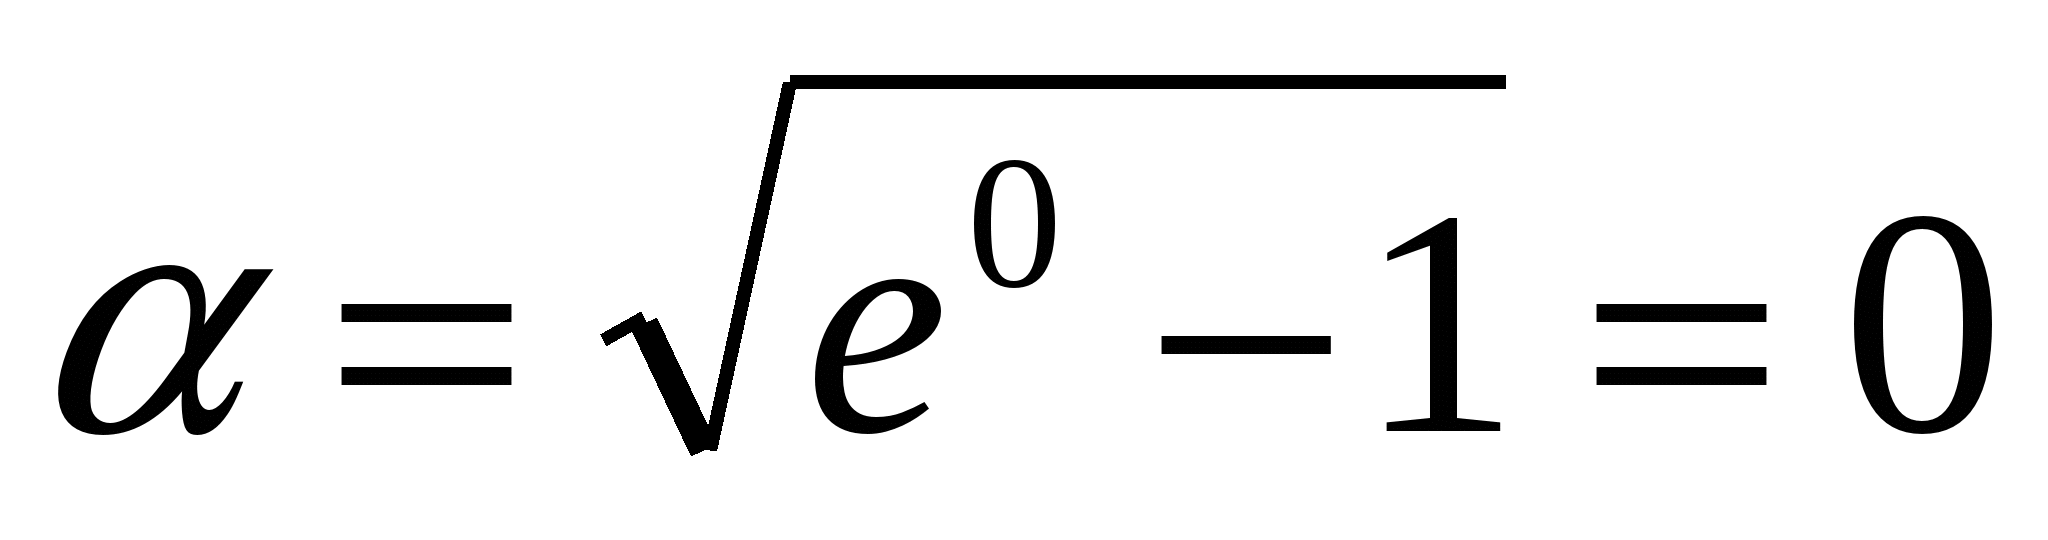 α = √(e⁰ − 1) = 0